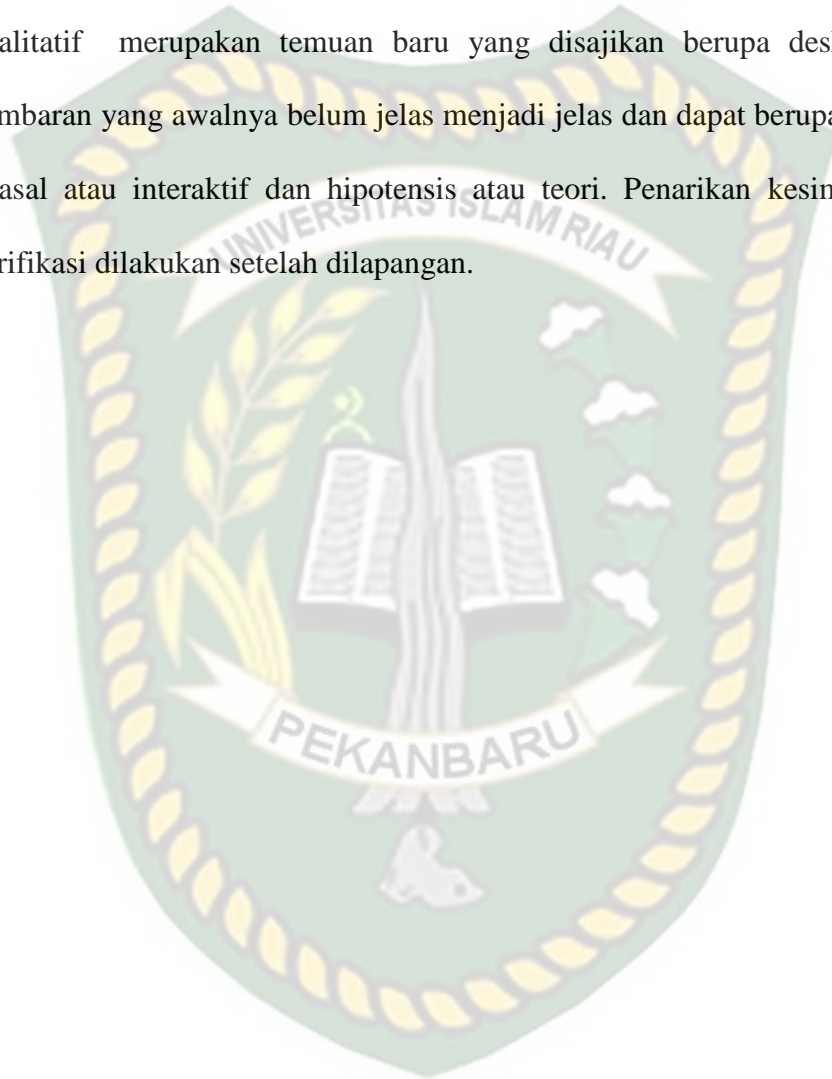 alitatif merupakan temuan baru yang disajikan berupa des
mbaran yang awalnya belum jelas menjadi jelas dan dapat berupa
asal atau interaktif dan hipotensis atau teori. Penarikan kesim
rifikasi dilakukan setelah dilapangan.
UNIVERSITAS ISLAM RIAU
PEKANBARU